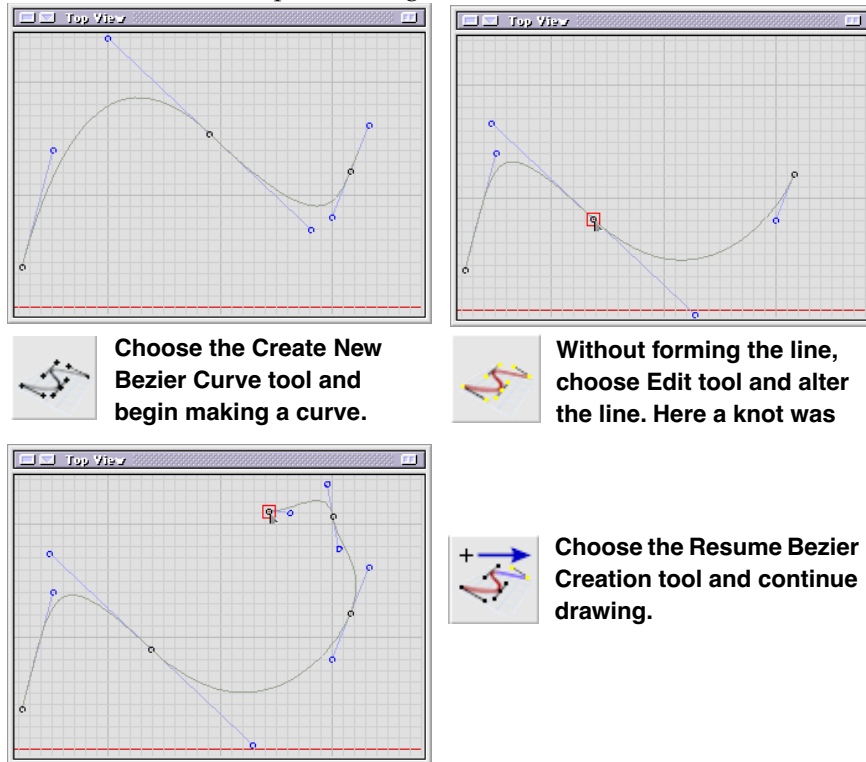 Top View
Top View
Choose the Create New
Bezier Curve tool and
begin making a curve.
Without forming the line,
choose Edit tool and alter
the line. Here a knot was
Top View
Choose the Resume Bezier
Creation tool and continue
drawing.